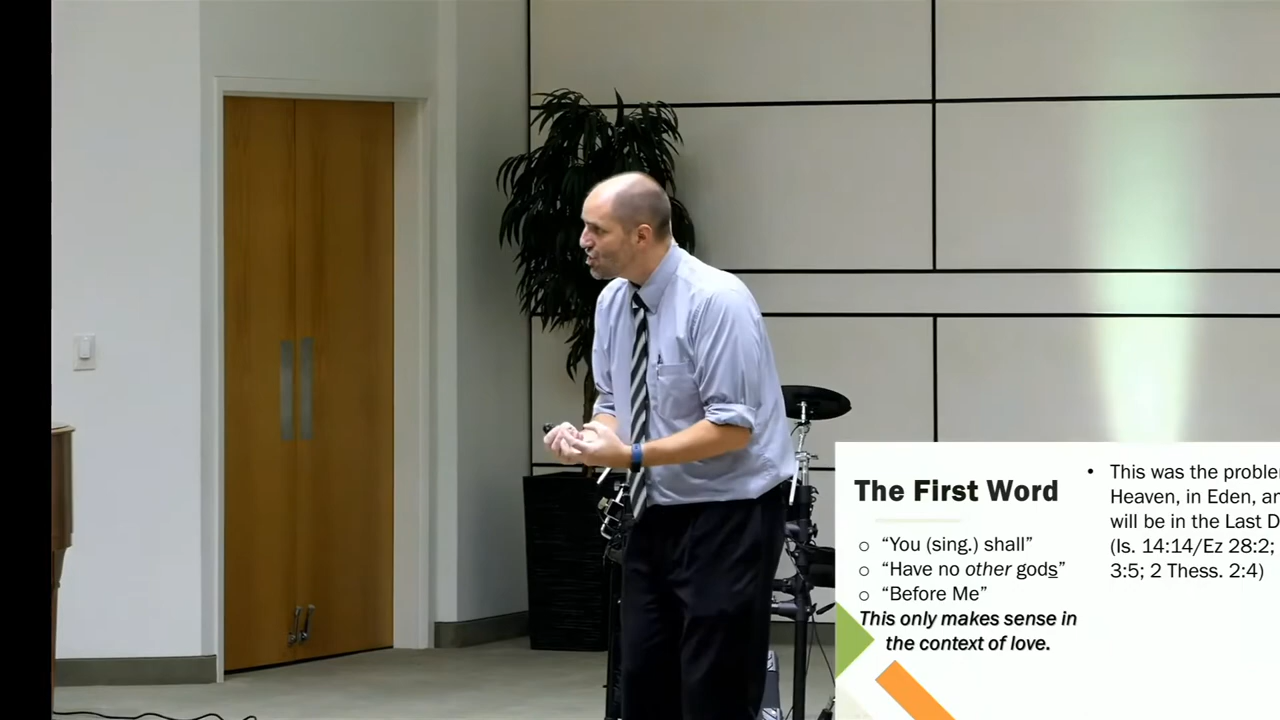 The First Word
○ “You (sing.) shall”
○ “Have no other gods”
○ “Before Me”
This only makes sense in
the context of love.
• This was the
Heaven, in Eden,
will be in the Last
(Is. 14:14/Ez 28:2;
3:5; 2 Thess. 2:4)